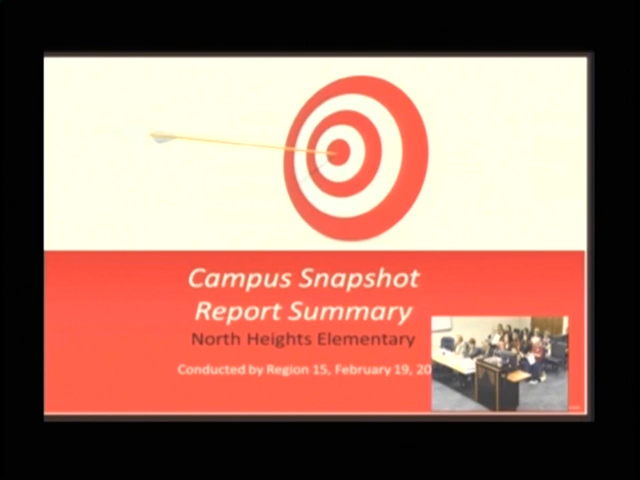 Campus Snapshot
Report Summary
North Heights Elementary
Conducted by Region 15, February 19, 20